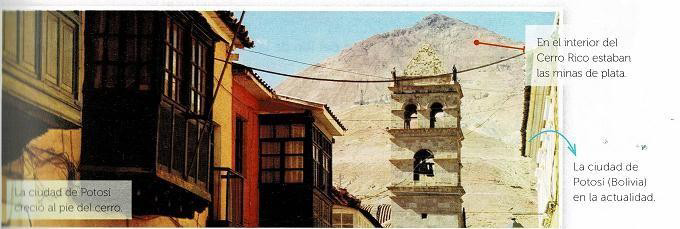 En el interior del
Cerro Rico estaban
las minas de plata.
La ciudad de Potosí
creció al pie del cerro.
La ciudad de
Potosí (Bolivia)
en la actualidad.